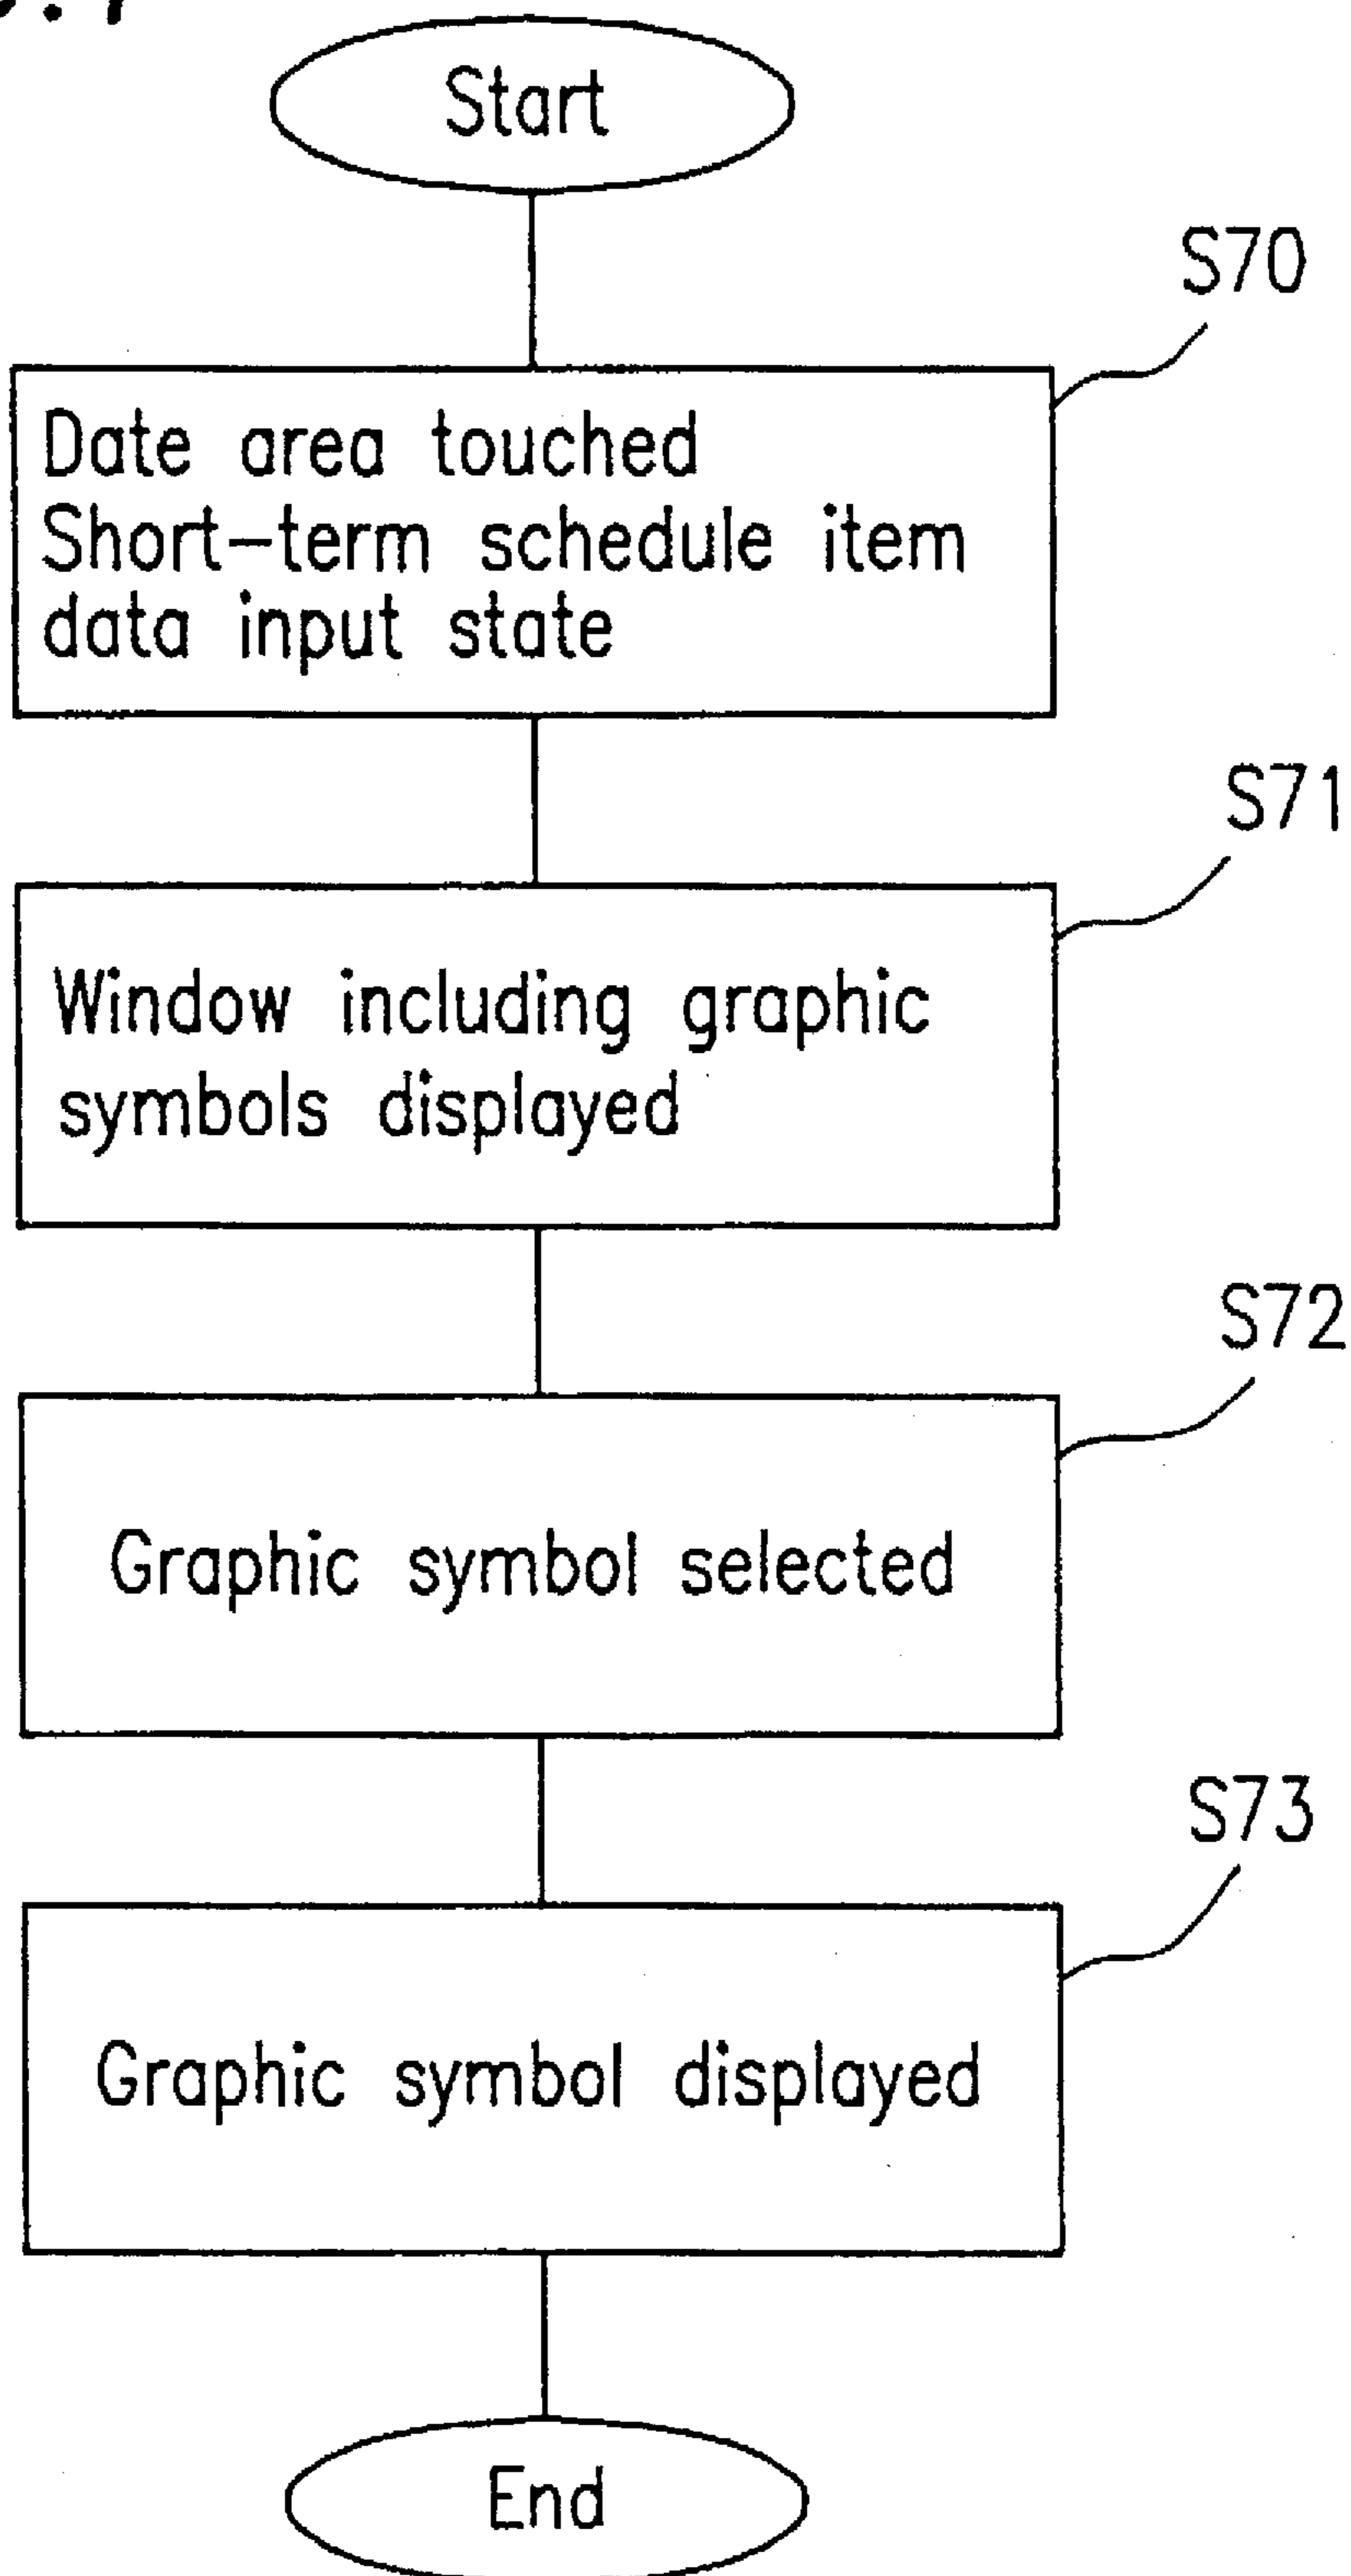 Start
S70
Date area touched
Short-term schedule item
data input state
S71
Window including graphic
symbols displayed
S72
Graphic symbol selected
S73
Graphic symbol displayed
End